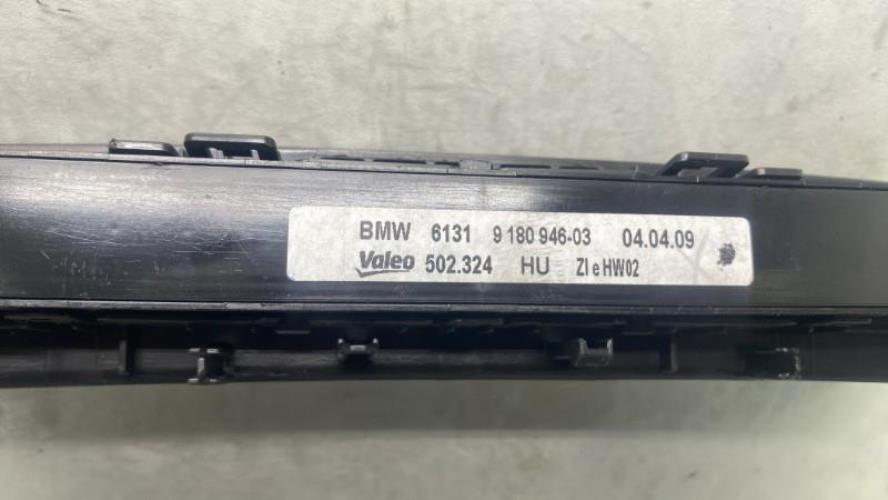 BMW 6131 9 180 946-03 04.04.09
Valeo 502.324 HU ZI e HW02